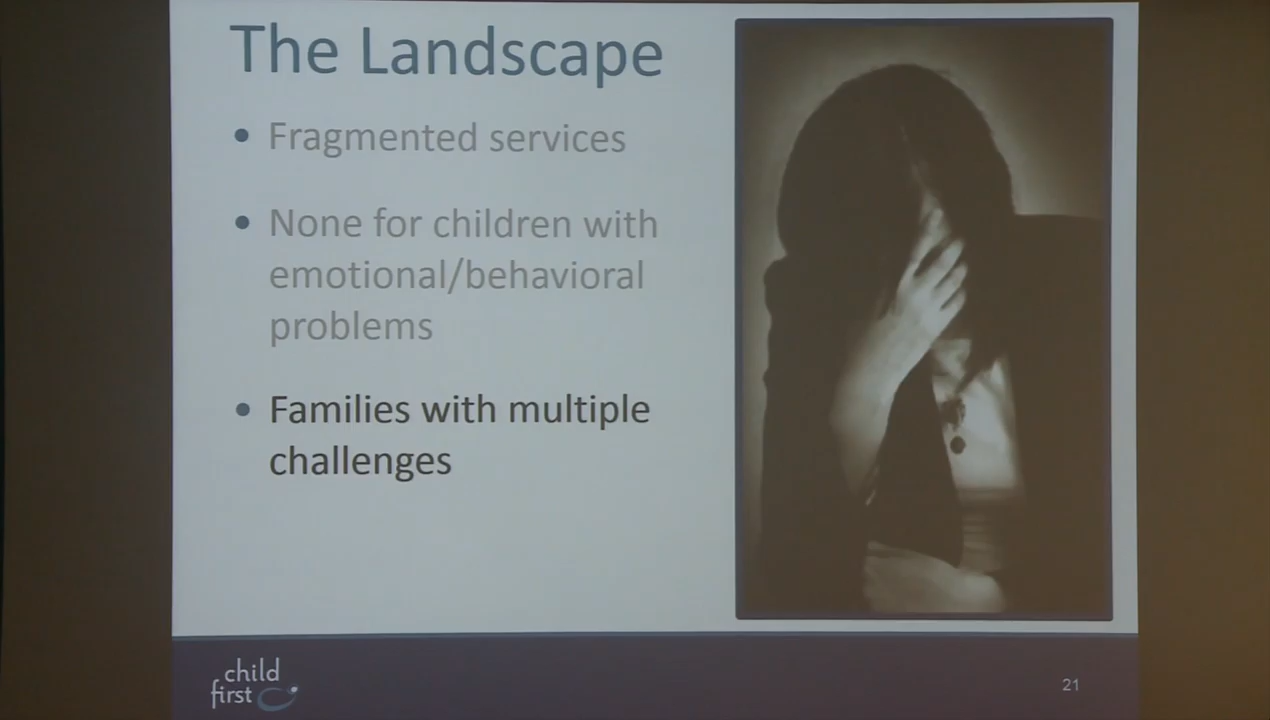 The Landscape
• Fragmented services
• None for children with
emotional/behavioral
problems
• Families with multiple
challenges
child
first
21